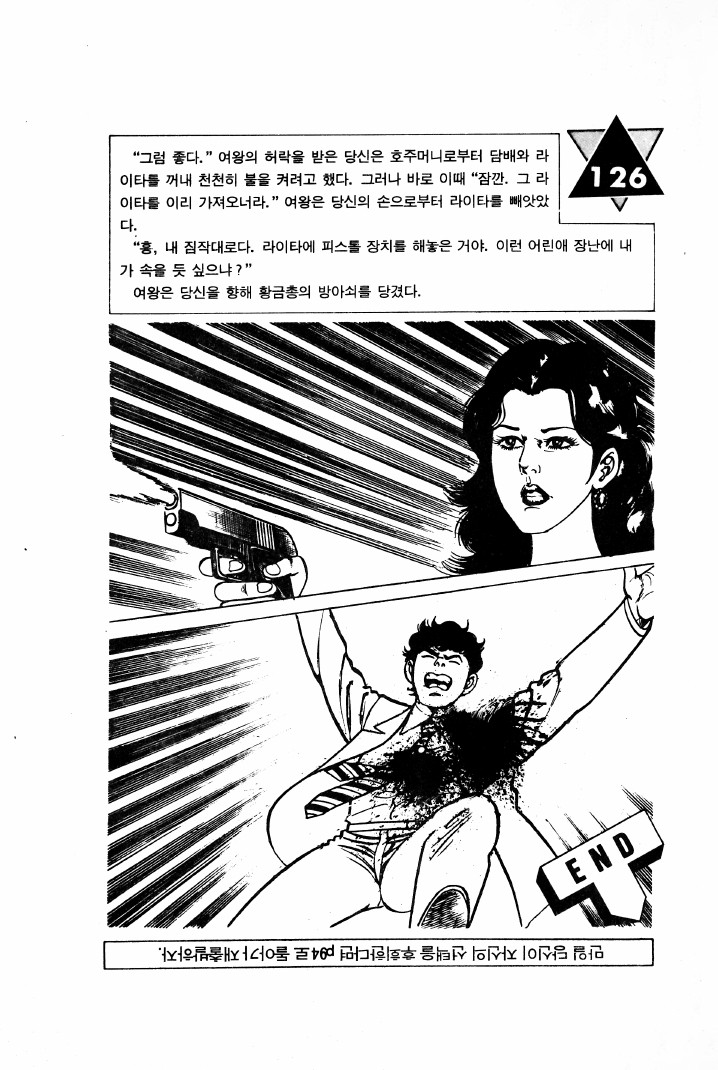 126
“그럼 좋다.” 여왕의 허락을 받은 당신은 호주머니로부터 담배와 라
이타를 꺼내 천천히 불을 켜려고 했다. 그러나 바로 이때 “잠깐. 그 라
이타를 이리 가져오너라.” 여왕은 당신의 손으로부터 라이타를 빼앗았
다.
“흥, 내 짐작대로다. 라이타에 피스톨 장치를 해놓은 거야. 이런 어린애 장난에 내
가 속을 듯 싶으냐?”
여왕은 당신을 향해 황금총의 방아쇠를 당겼다.
END
만일 당신이 자신의 선택을 후회한다면 p94로 돌아가 재출발하자.